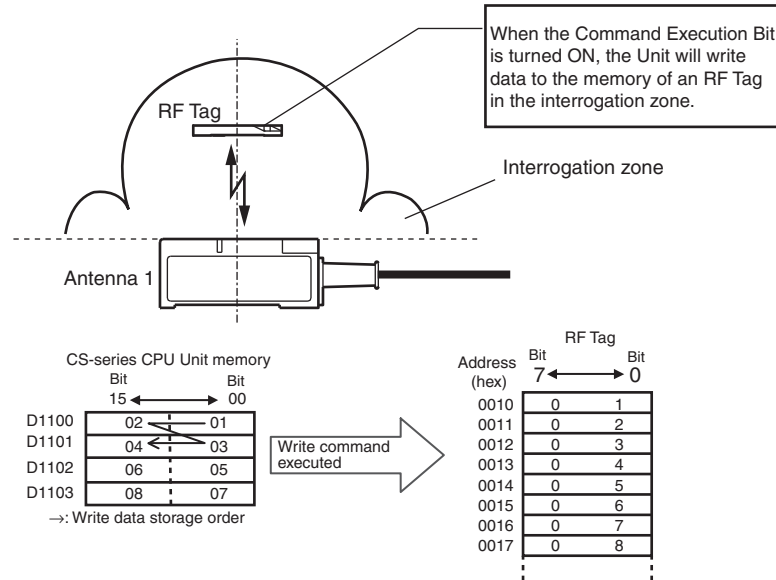 When the Command Execution Bit
is turned ON, the Unit will write
data to the memory of an RF Tag
in the interrogation zone.
RF Tag
Interrogation zone
Antenna 1
CS-series CPU Unit memory
Bit Bit
15 00
D1100 02 01
D1101 04 03
D1102 06 05
D1103 08 07
→: Write data storage order
Write command
executed
RF Tag
Address Bit Bit
(hex) 7 0
0010 0 1
0011 0 2
0012 0 3
0013 0 4
0014 0 5
0015 0 6
0016 0 7
0017 0 8